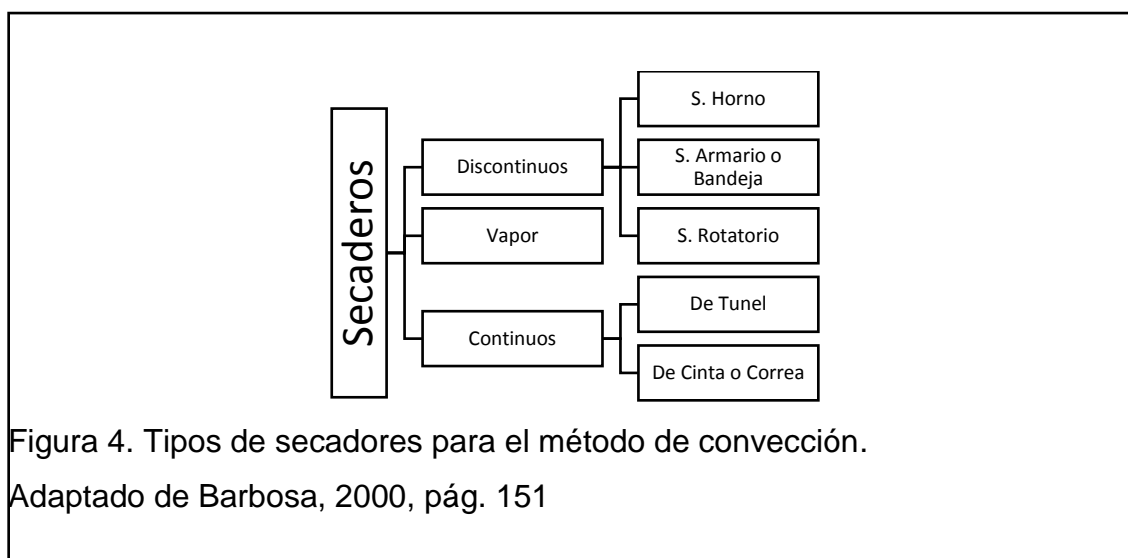 Secaderos
Discontinuos
S. Horno
S. Armario o
Bandeja
S. Rotatorio
Vapor
Continuos
De Tunel
De Cinta o Correa
Figura 4. Tipos de secadores para el método de convección.
Adaptado de Barbosa, 2000, pág. 151